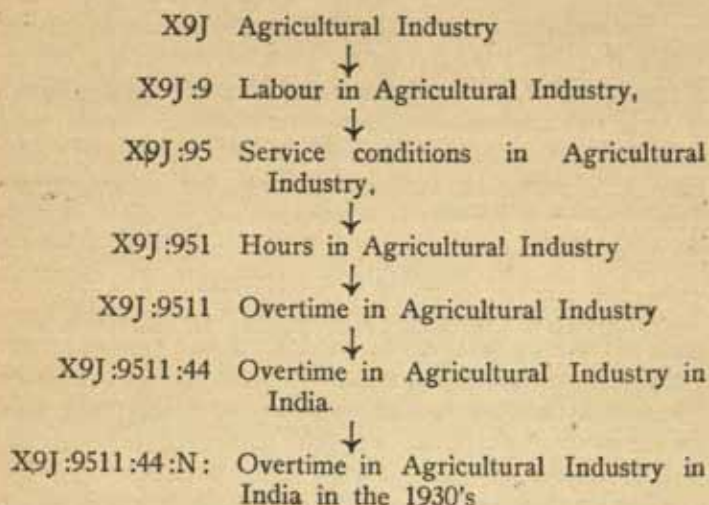 X9J Agricultural Industry
↓
X9J:9 Labour in Agricultural Industry,
↓
X9J:95 Service conditions in Agricultural
Industry,
↓
X9J:951 Hours in Agricultural Industry
↓
X9J:9511 Overtime in Agricultural Industry
↓
X9J:9511:44 Overtime in Agricultural Industry in
India.
↓
X9J:9511:44:N: Overtime in Agricultural Industry in
India in the 1930's